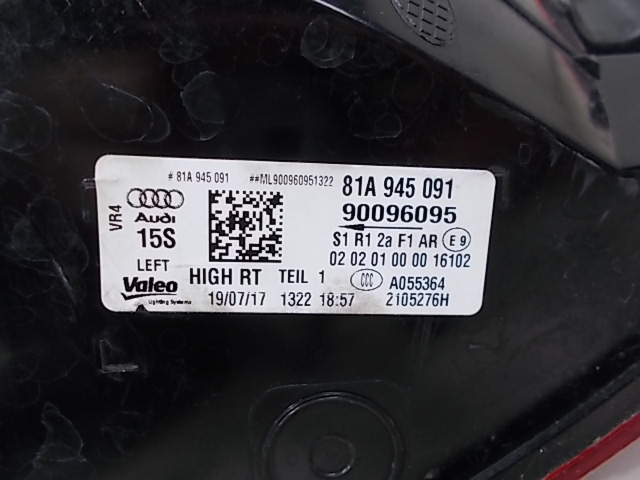 # 81A 945 091 ##ML900960951322 81A 945 091
90096095
VR4
Audi
15S
S1 R1 2a F1 AR E9
02 02 01 00 00 16102
LEFT
HIGH RT TEIL 1 CCC A055364
Valeo
Lighting Systems
19/07/17 1322 18:57 2105276H